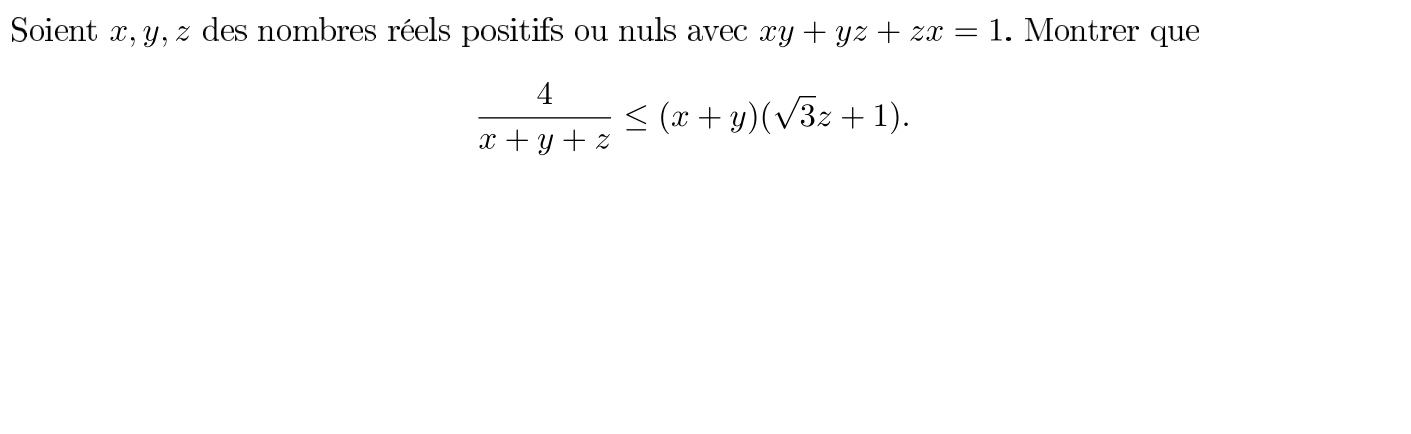 Soient $x, y, z$ des nombres réels positifs ou nuls avec $xy + yz + zx = 1$. Montrer que
$$\frac{4}{x+y+z} \leq (x+y)(\sqrt{3}z+1).$$